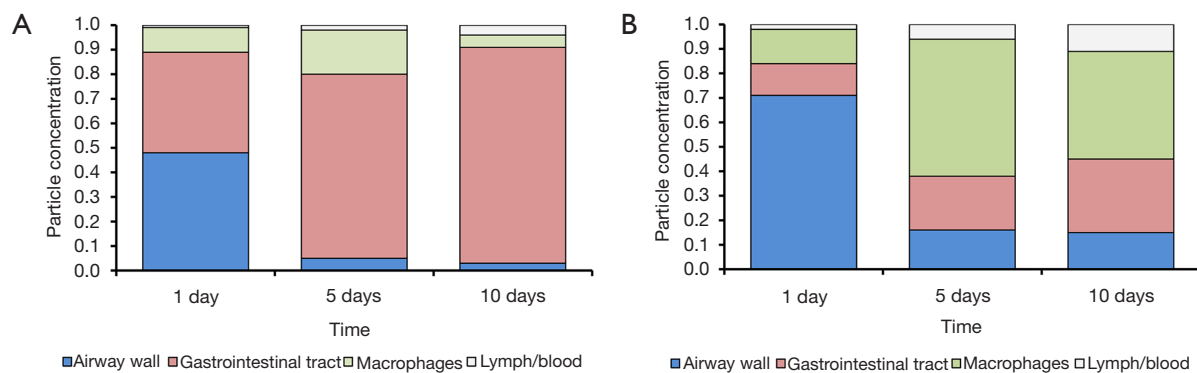 A
Particle concentration
1.0
0.9
0.8
0.7
0.6
0.5
0.4
0.3
0.2
0.1
0.0
1 day
5 days
10 days
Time
Airway wall Gastrointestinal tract Macrophages Lymph/blood
B
Particle concentration
1.0
0.9
0.8
0.7
0.6
0.5
0.4
0.3
0.2
0.1
0.0
1 day
5 days
10 days
Time
Airway wall Gastrointestinal tract Macrophages Lymph/blood